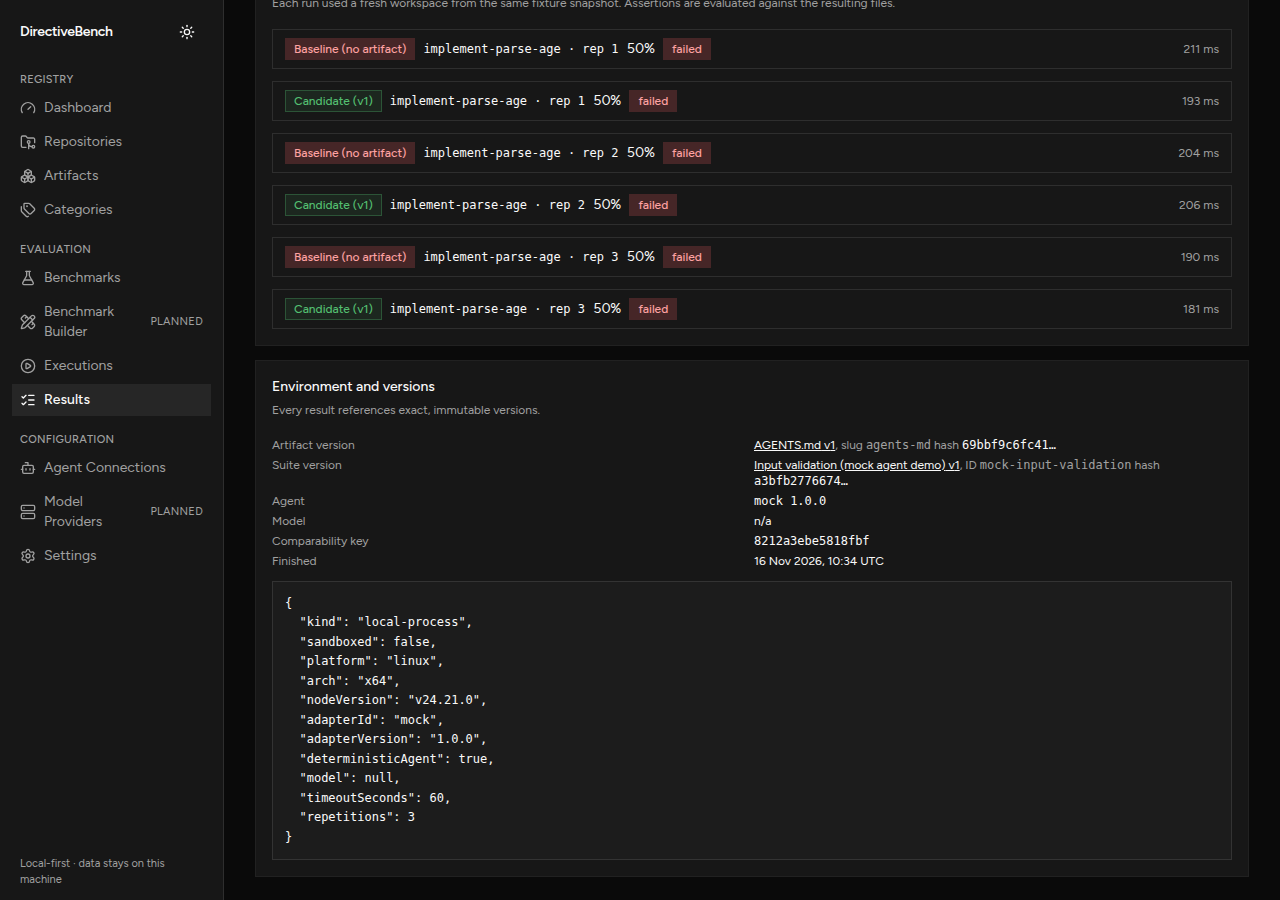 DirectiveBench
REGISTRY
Dashboard
Repositories
Artifacts
Categories
EVALUATION
Benchmarks
Benchmark
Builder
PLANNED
Executions
Results
CONFIGURATION
Agent Connections
Model
Providers
PLANNED
Settings
Local-first · data stays on this
machine
Each run used a fresh workspace from the same fixture snapshot. Assertions are evaluated against the resulting files.
Baseline (no artifact) implement-parse-age · rep 1 50% failed 211 ms
Candidate (v1) implement-parse-age · rep 1 50% failed 193 ms
Baseline (no artifact) implement-parse-age · rep 2 50% failed 204 ms
Candidate (v1) implement-parse-age · rep 2 50% failed 206 ms
Baseline (no artifact) implement-parse-age · rep 3 50% failed 190 ms
Candidate (v1) implement-parse-age · rep 3 50% failed 181 ms
Environment and versions
Every result references exact, immutable versions.
Artifact version AGENTS.md v1, slug agents-md hash 69bbf9c6fc41…
Suite version Input validation (mock agent demo) v1, ID mock-input-validation hash
a3bfb2776674…
Agent mock 1.0.0
Model n/a
Comparability key 8212a3ebe5818fbf
Finished 16 Nov 2026, 10:34 UTC
{
"kind": "local-process",
"sandboxed": false,
"platform": "linux",
"arch": "x64",
"nodeVersion": "v24.21.0",
"adapterId": "mock",
"adapterVersion": "1.0.0",
"deterministicAgent": true,
"model": null,
"timeoutSeconds": 60,
"repetitions": 3
}